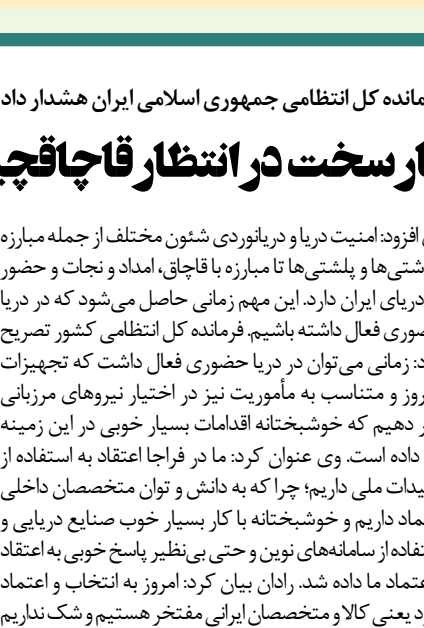 مانده کل انتظامی جمهوری اسلامی ایران هشدار داد
ار سخت در انتظار قاچاقچی
افزود: امنیت دریا و دریانوردی شئون مختلف از جمله مبارزه
شتی‌ها و پلشتی‌ها تا مبارزه با قاچاق، امداد و نجات و حضور
دریای ایران دارد. این مهم زمانی حاصل می‌شود که در دریا
ضوری فعال داشته باشیم. فرمانده کل انتظامی کشور تصریح
د: زمانی می‌توان در دریا حضوری فعال داشت که تجهیزات
روز و متناسب به مأموریت نیز در اختیار نیروهای مرزبانی
ر دهیم که خوشبختانه اقدامات بسیار خوبی در این زمینه
داده است. وی عنوان کرد: ما در فراجا اعتقاد به استفاده از
یدات ملی داریم؛ چرا که به دانش و توان متخصصان داخلی
ماد داریم و خوشبختانه با کار بسیار خوب صنایع دریایی و
تفاده از سامانه‌های نوین و حتی بی‌نظیر پاسخ خوبی به اعتقاد
عتماد ما داده شد. رادان بیان کرد: امروز به انتخاب و اعتماد
د یعنی کالا و متخصصان ایرانی مفتخر هستیم و شک نداریم